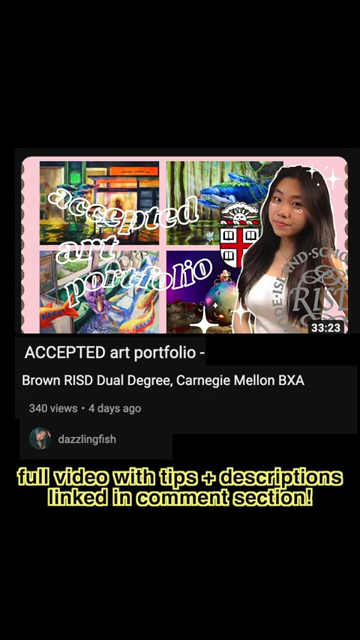 accepted
art
portfolio
RISD
33:23
ACCEPTED art portfolio -
Brown RISD Dual Degree, Carnegie Mellon BXA
340 views • 4 days ago
dazzlingfish
full video with tips + descriptions
linked in comment section!